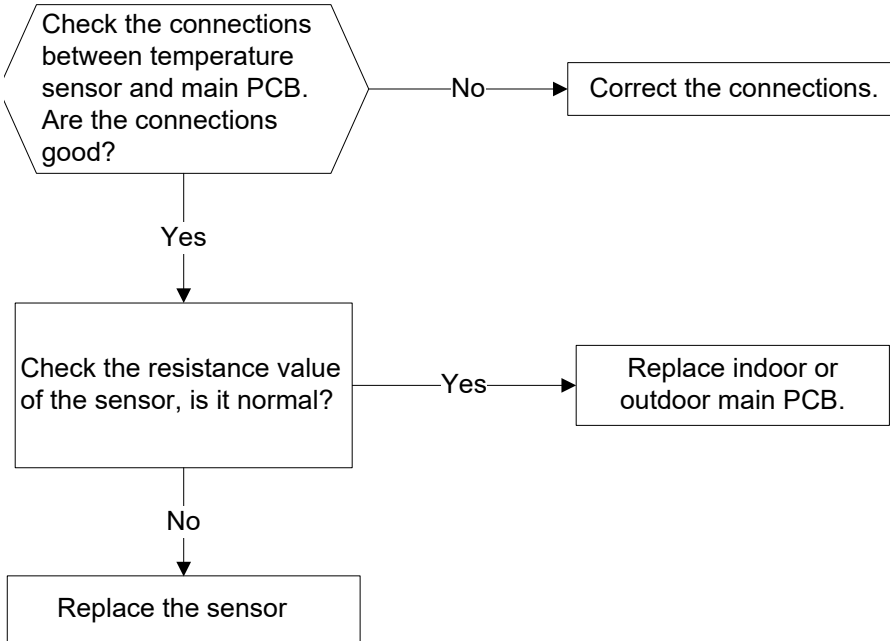 Check the connections
between temperature
sensor and main PCB.
Are the connections
good?
No
Correct the connections.
Yes
Check the resistance value
of the sensor, is it normal?
Yes
Replace indoor or
outdoor main PCB.
No
Replace the sensor